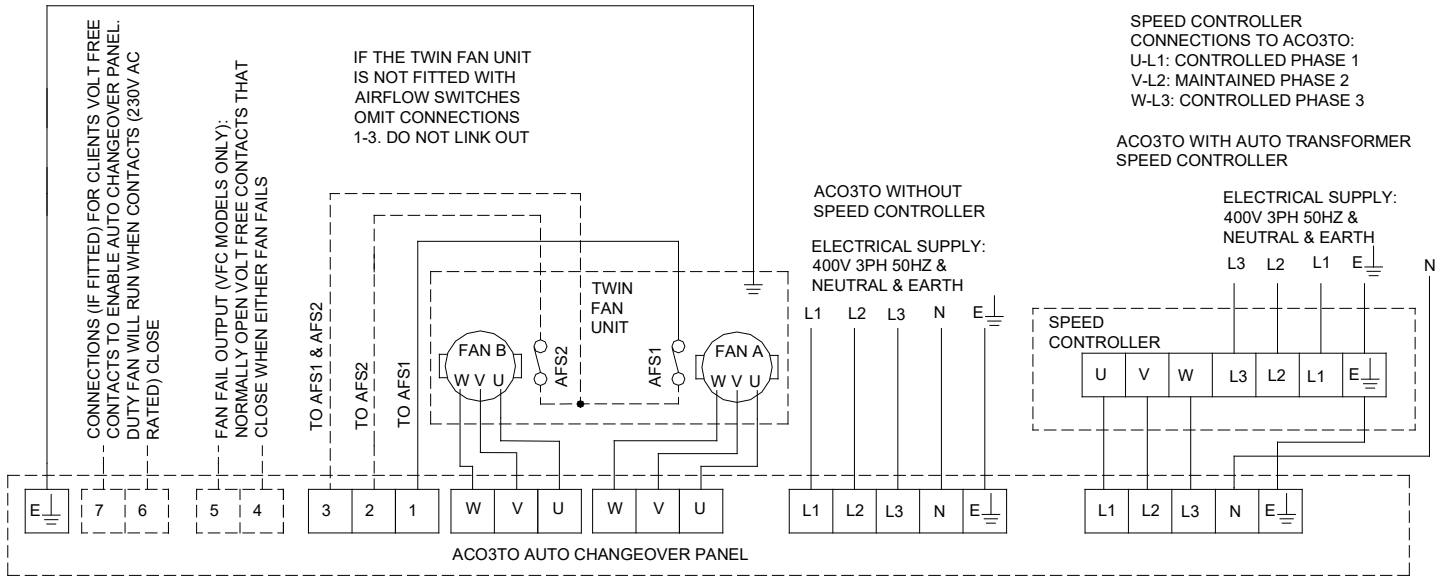 CONNECTIONS (IF FITTED) FOR CLIENTS VOLT FREE
CONTACTS TO ENABLE AUTO CHANGEOVER PANEL.
DUTY FAN WILL RUN WHEN CONTACTS (230V AC
RATED) CLOSE
FAN FAIL OUTPUT (VFC MODELS ONLY):
NORMALLY OPEN VOLT FREE CONTACTS THAT
CLOSE WHEN EITHER FAN FAILS
IF THE TWIN FAN UNIT
IS NOT FITTED WITH
AIRFLOW SWITCHES
OMIT CONNECTIONS
1-3. DO NOT LINK OUT
TO AFS1 & AFS2
TO AFS2
TO AFS1
TWIN
FAN
UNIT
FAN B
W V U
AFS2
AFS1
FAN A
W V U
ACO3TO WITHOUT
SPEED CONTROLLER
ELECTRICAL SUPPLY:
400V 3PH 50HZ &
NEUTRAL & EARTH
L1 L2 L3 N E
SPEED CONTROLLER
CONNECTIONS TO ACO3TO:
U-L1: CONTROLLED PHASE 1
V-L2: MAINTAINED PHASE 2
W-L3: CONTROLLED PHASE 3
ACO3TO WITH AUTO TRANSFORMER
SPEED CONTROLLER
ELECTRICAL SUPPLY:
400V 3PH 50HZ &
NEUTRAL & EARTH
L3 L2 L1 E N
SPEED
CONTROLLER
U V W L3 L2 L1 E
E 7 6 5 4 3 2 1 W V U W V U L1 L2 L3 N E L1 L2 L3 N E
ACO3TO AUTO CHANGEOVER PANEL